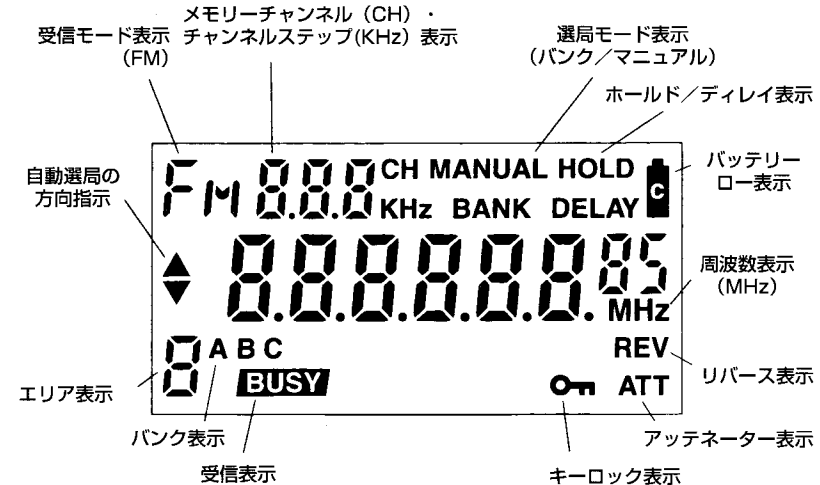 メモリーチャンネル（CH）・
チャンネルステップ(KHz）表示
受信モード表示
（FM）
選局モード表示
（バンク／マニュアル）
ホールド／ディレイ表示
自動選局の
方向指示
バッテリー
ロー表示
FM 8.8.8 CH MANUAL HOLD C
KHz BANK DELAY
8.8.8.8.8.8. 85
MHz
周波数表示
（MHz）
8 A B C REV
BUSY ATT
エリア表示
リバース表示
バンク表示
アッテネーター表示
受信表示
キーロック表示